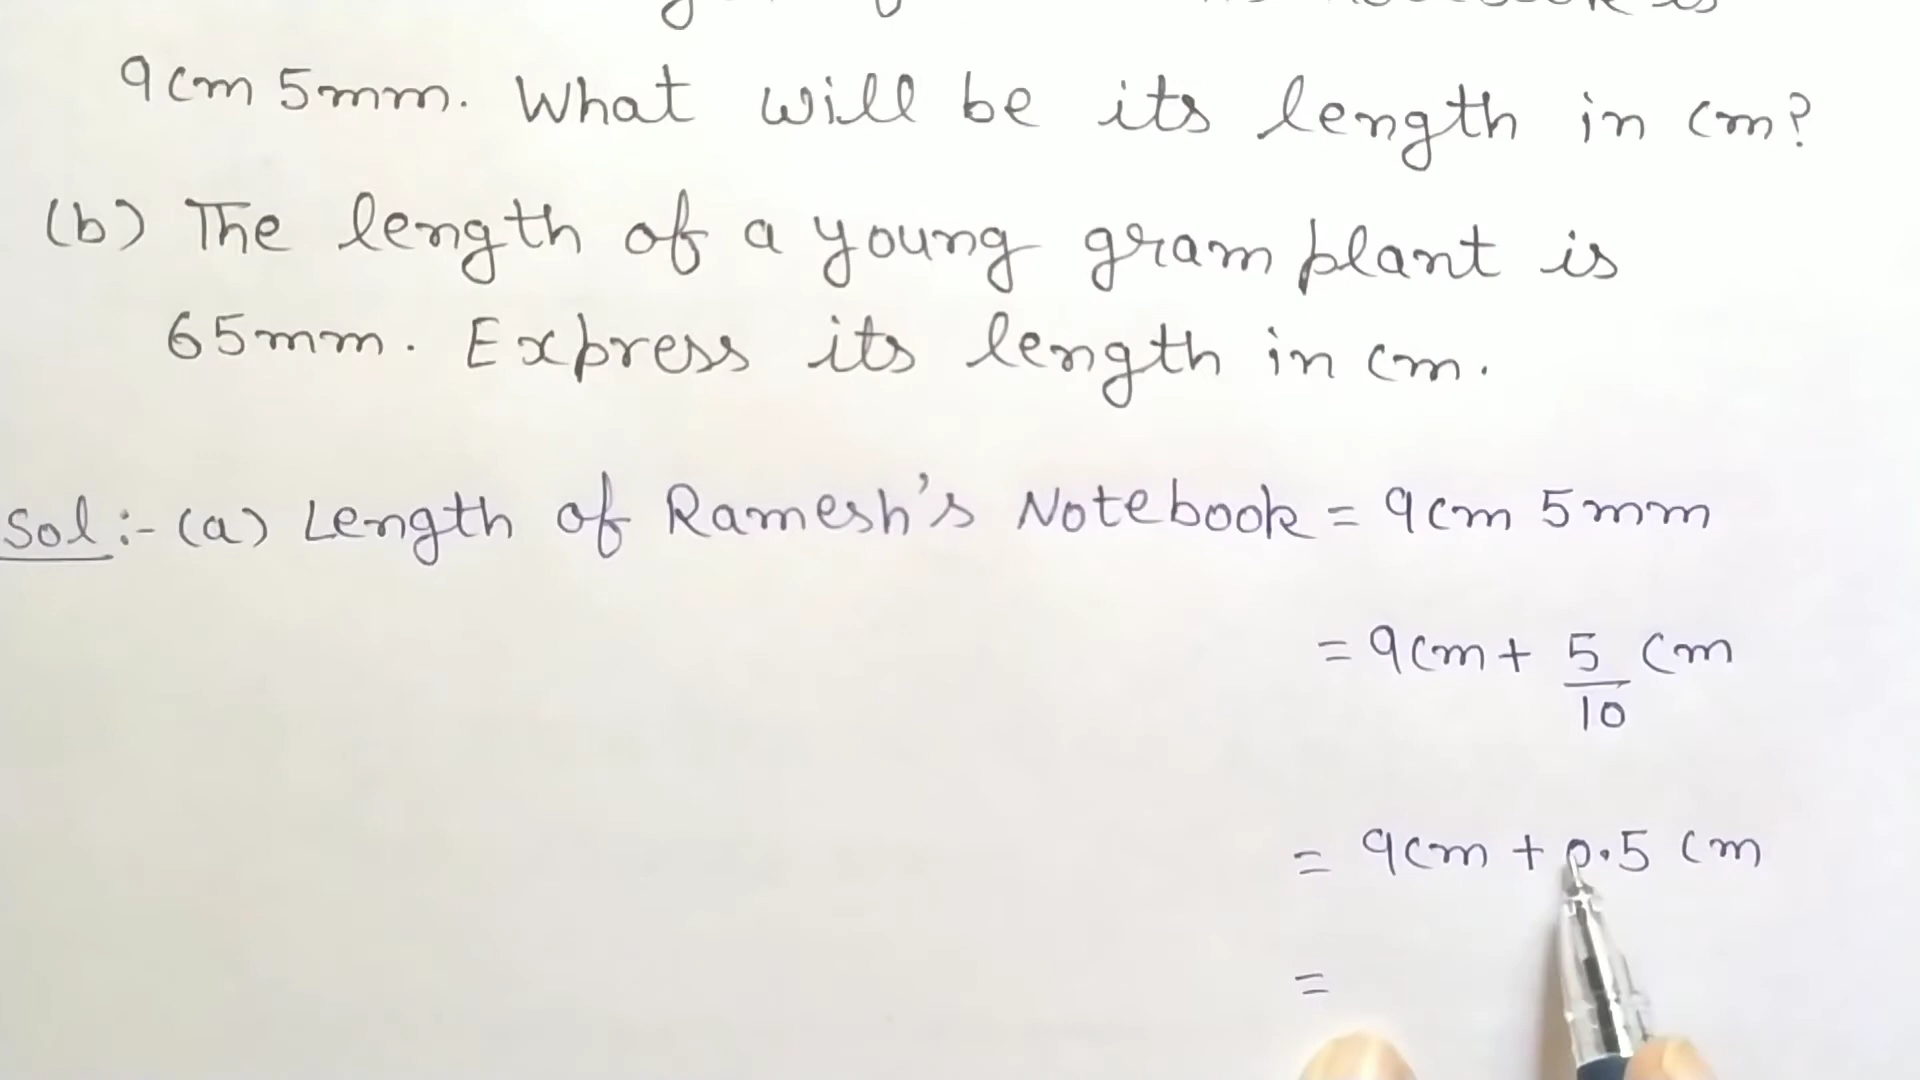 is
9cm 5mm. What will be its length in cm?
(b) The length of a young gram plant is
65mm. Express its length in cm.
Sol:- (a) Length of Ramesh's Notebook = 9cm 5mm
= 9cm + 5/10 cm
= 9cm + 0.5 cm
=